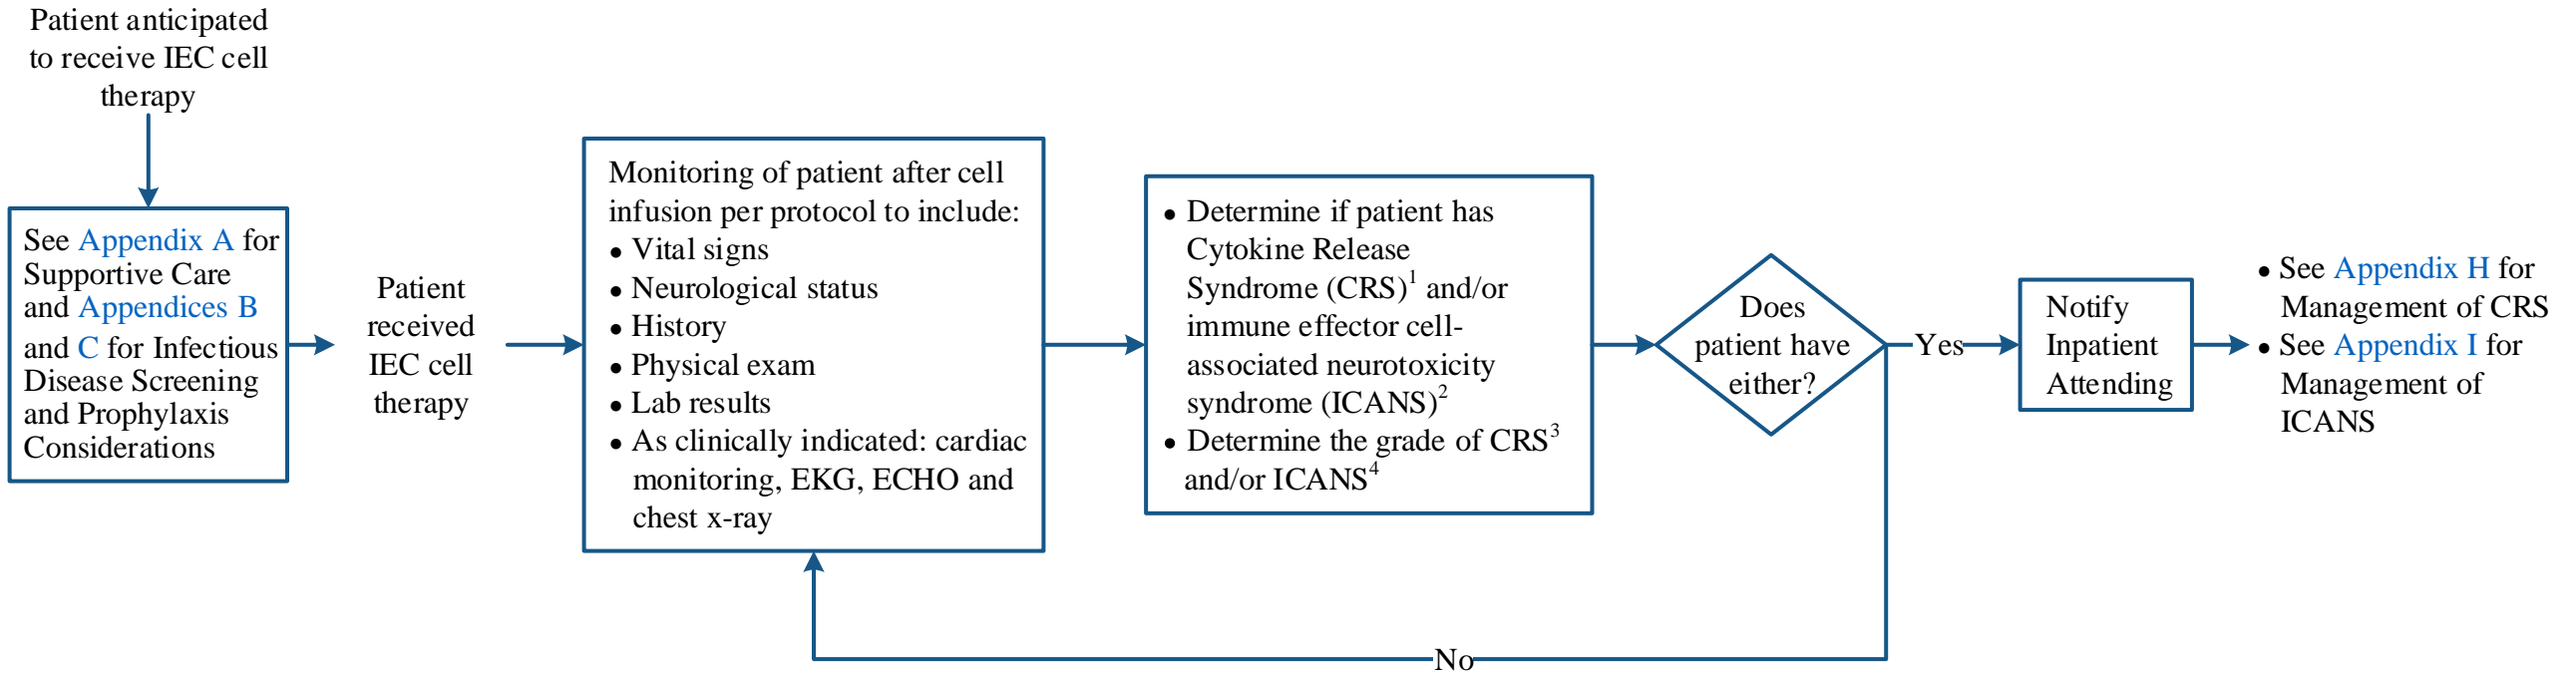 Patient anticipated
to receive IEC cell
therapy
See Appendix A for
Supportive Care
and Appendices B
and C for Infectious
Disease Screening
and Prophylaxis
Considerations
Patient
received
IEC cell
therapy
Monitoring of patient after cell
infusion per protocol to include:
● Vital signs
● Neurological status
● History
● Physical exam
● Lab results
● As clinically indicated: cardiac
monitoring, EKG, ECHO and
chest x-ray
● Determine if patient has
Cytokine Release
Syndrome (CRS)¹ and/or
immune effector cell-
associated neurotoxicity
syndrome (ICANS)²
● Determine the grade of CRS³
and/or ICANS⁴
Does
patient have
either?
Yes
No
Notify
Inpatient
Attending
● See Appendix H for
Management of CRS
● See Appendix I for
Management of
ICANS